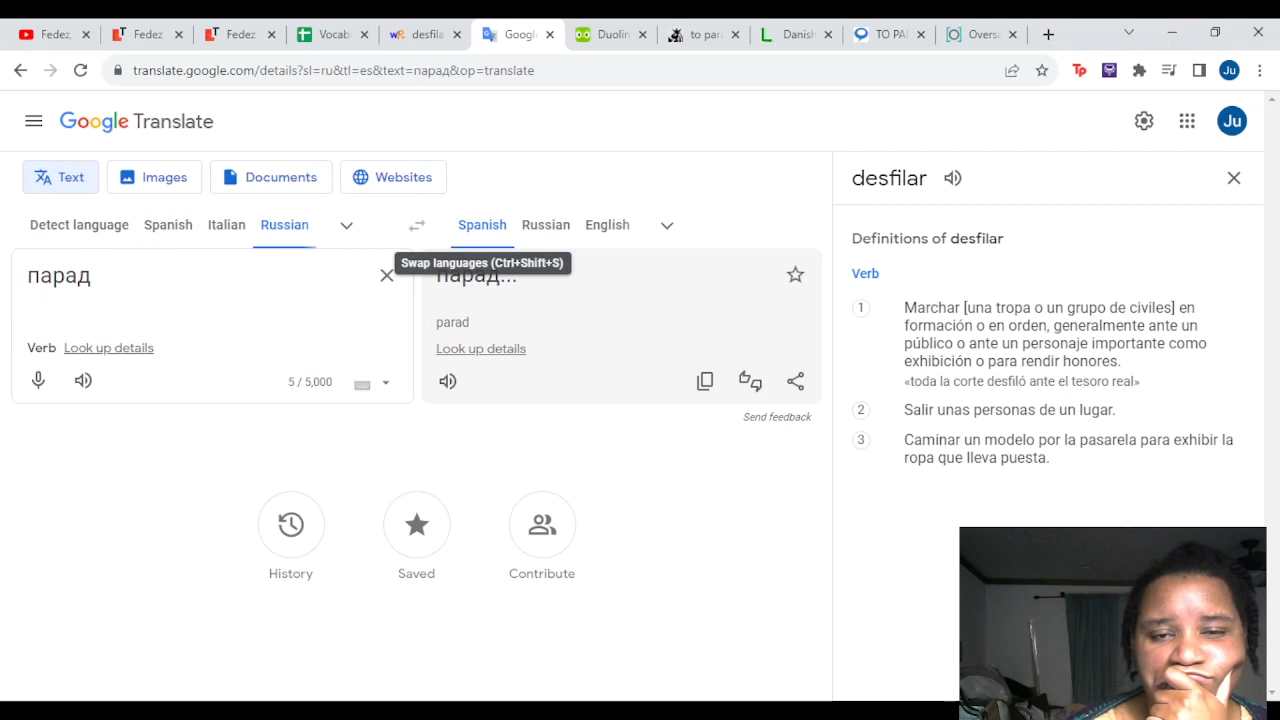 Fedez,
Fedez
Fedez
Vocab
desfila
Google
Duolin
to par
Danish
TO PA
Overs
translate.google.com/details?sl=ru&tl=es&text=парад&op=translate
Ju
Google Translate
Ju
Text
Images
Documents
Websites
Detect language
Spanish
Italian
Russian
Spanish
Russian
English
Swap languages (Ctrl+Shift+S)
парад
парад...
parad
Verb Look up details
Look up details
5 / 5,000
Send feedback
History
Saved
Contribute
desfilar
Definitions of desfilar
Verb
1
Marchar [una tropa o un grupo de civiles] en
formación o en orden, generalmente ante un
público o ante un personaje importante como
exhibición o para rendir honores.
«toda la corte desfiló ante el tesoro real»
2
Salir unas personas de un lugar.
3
Caminar un modelo por la pasarela para exhibir la
ropa que lleva puesta.